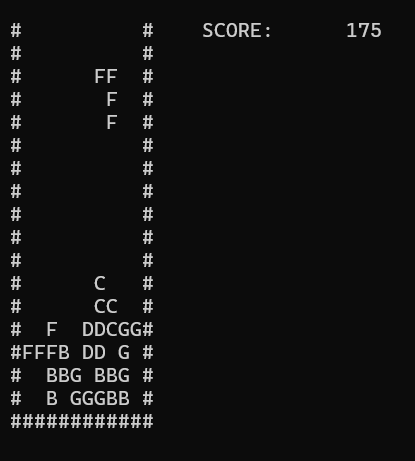 #          #    SCORE:      175
#          #
#      FF  #
#       F  #
#       F  #
#          #
#          #
#          #
#          #
#          #
#          #
#      C   #
#      CC  #
#  F  DDCGG#
#FFFB DD G #
#  BBG BBG #
#  B GGGBB #
############